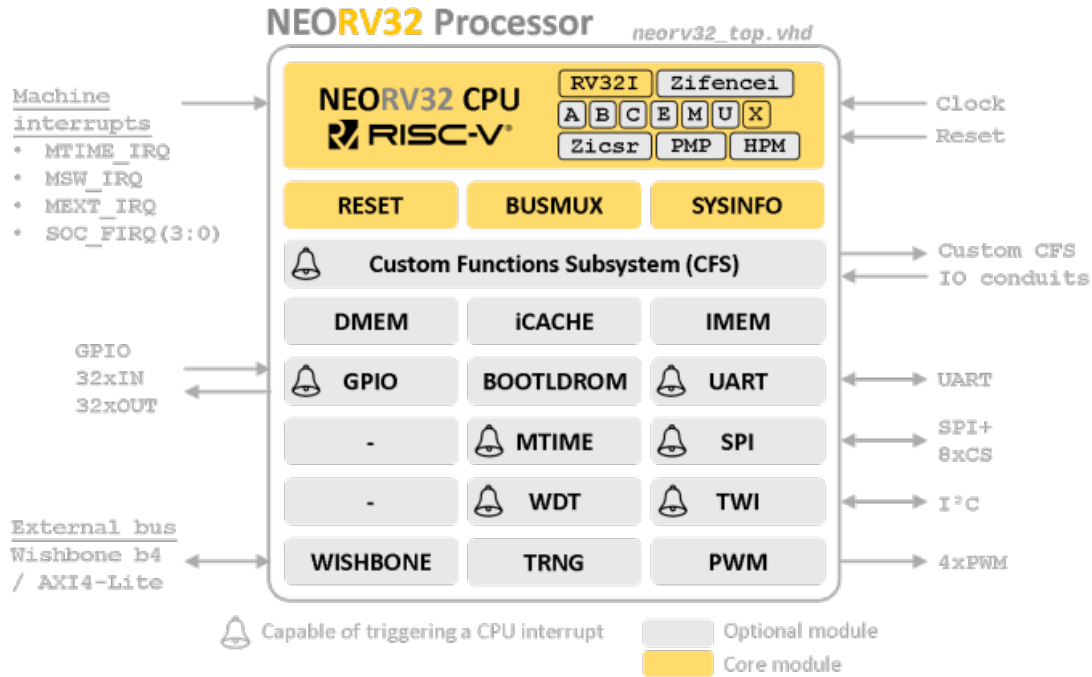 NEORV32 Processor
neorv32_top.vhd
Machine
interrupts
• MTIME_IRQ
• MSW_IRQ
• MEXT_IRQ
• SOC_FIRQ(3:0)
NEORV32 CPU
RISC-V®
RV32I Zifencei
A B C E M U X
Zicsr PMP HPM
Clock
Reset
RESET BUSMUX SYSINFO
Custom Functions Subsystem (CFS)
Custom CFS
IO conduits
DMEM iCACHE IMEM
GPIO
32xIN
32xOUT
GPIO BOOTLDROM UART
UART
- MTIME SPI
SPI+
8xCS
- WDT TWI
I²C
External bus
Wishbone b4
/ AXI4-Lite
WISHBONE TRNG PWM
4xPWM
Capable of triggering a CPU interrupt
Optional module
Core module